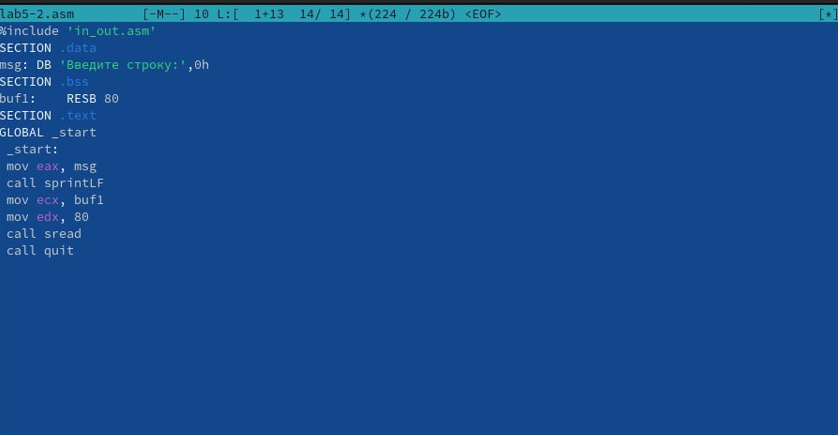 lab5-2.asm [-M--] 10 L:[ 1+13 14/ 14] *(224 / 224b) <EOF> [*]
%include 'in_out.asm'
SECTION .data
msg: DB 'Введите строку:',0h
SECTION .bss
buf1: RESB 80
SECTION .text
GLOBAL _start
_start:
mov eax, msg
call sprintLF
mov ecx, buf1
mov edx, 80
call sread
call quit